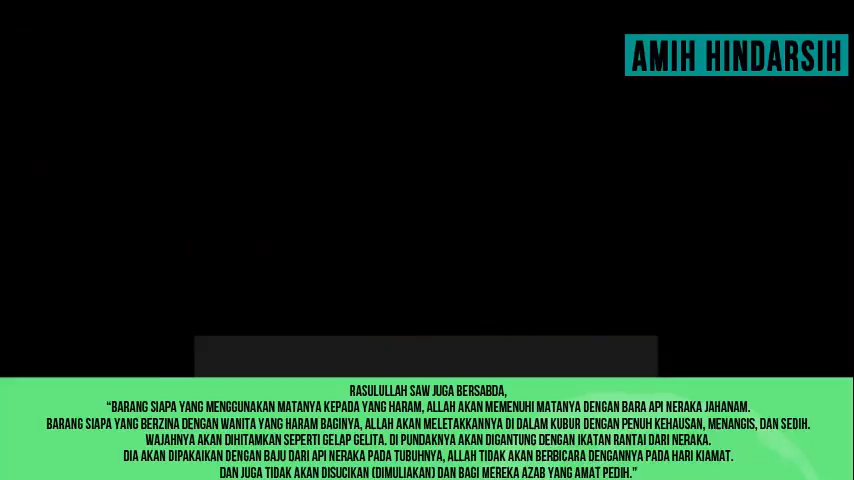 AMIH HINDARSIH
RASULULLAH SAW JUGA BERSABDA,
“BARANG SIAPA YANG MENGGUNAKAN MATANYA KEPADA YANG HARAM, ALLAH AKAN MEMENUHI MATANYA DENGAN BARA API NERAKA JAHANAM.
BARANG SIAPA YANG BERZINA DENGAN WANITA YANG HARAM BAGINYA, ALLAH AKAN MELETAKKANNYA DI DALAM KUBUR DENGAN PENUH KEHAUSAN, MENANGIS, DAN SEDIH.
WAJAHNYA AKAN DIHITAMKAN SEPERTI GELAP GELITA. DI PUNDAKNYA AKAN DIGANTUNG DENGAN IKATAN RANTAI DARI NERAKA.
DIA AKAN DIPAKAIKAN DENGAN BAJU DARI API NERAKA PADA TUBUHNYA, ALLAH TIDAK AKAN BERBICARA DENGANNYA PADA HARI KIAMAT.
DAN JUGA TIDAK AKAN DISUCIKAN (DIMULIAKAN) DAN BAGI MEREKA AZAB YANG AMAT PEDIH.”